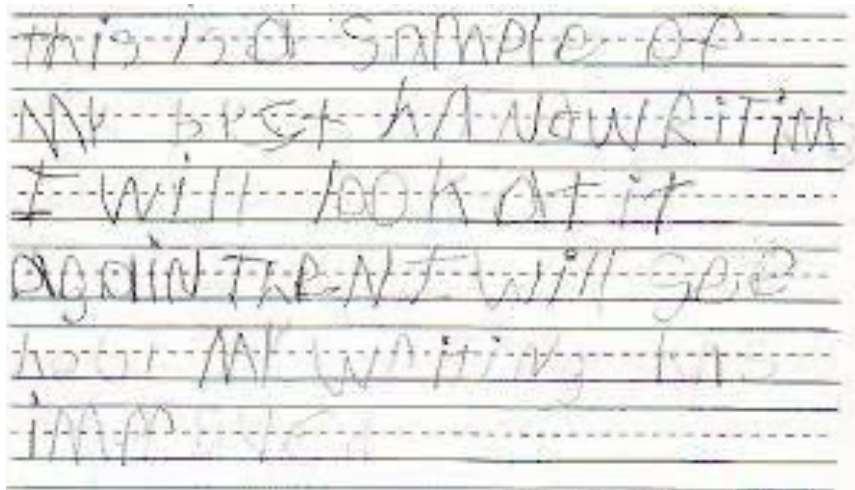 this is a sample of
My best hANdwRiTing
I will look at it
again TheN I will see
how My writing has